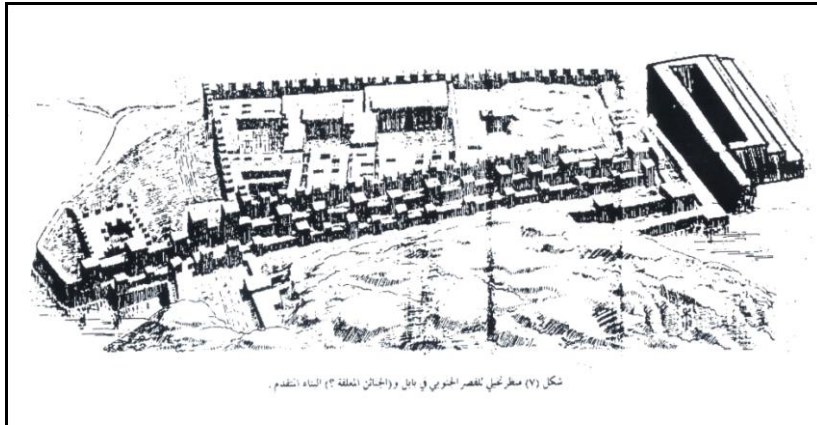 شكل (٧) منظر تخيلي للقصر الجنوبي في بابل و (الجنائن المعلقة ؟) البناء المتقدم .